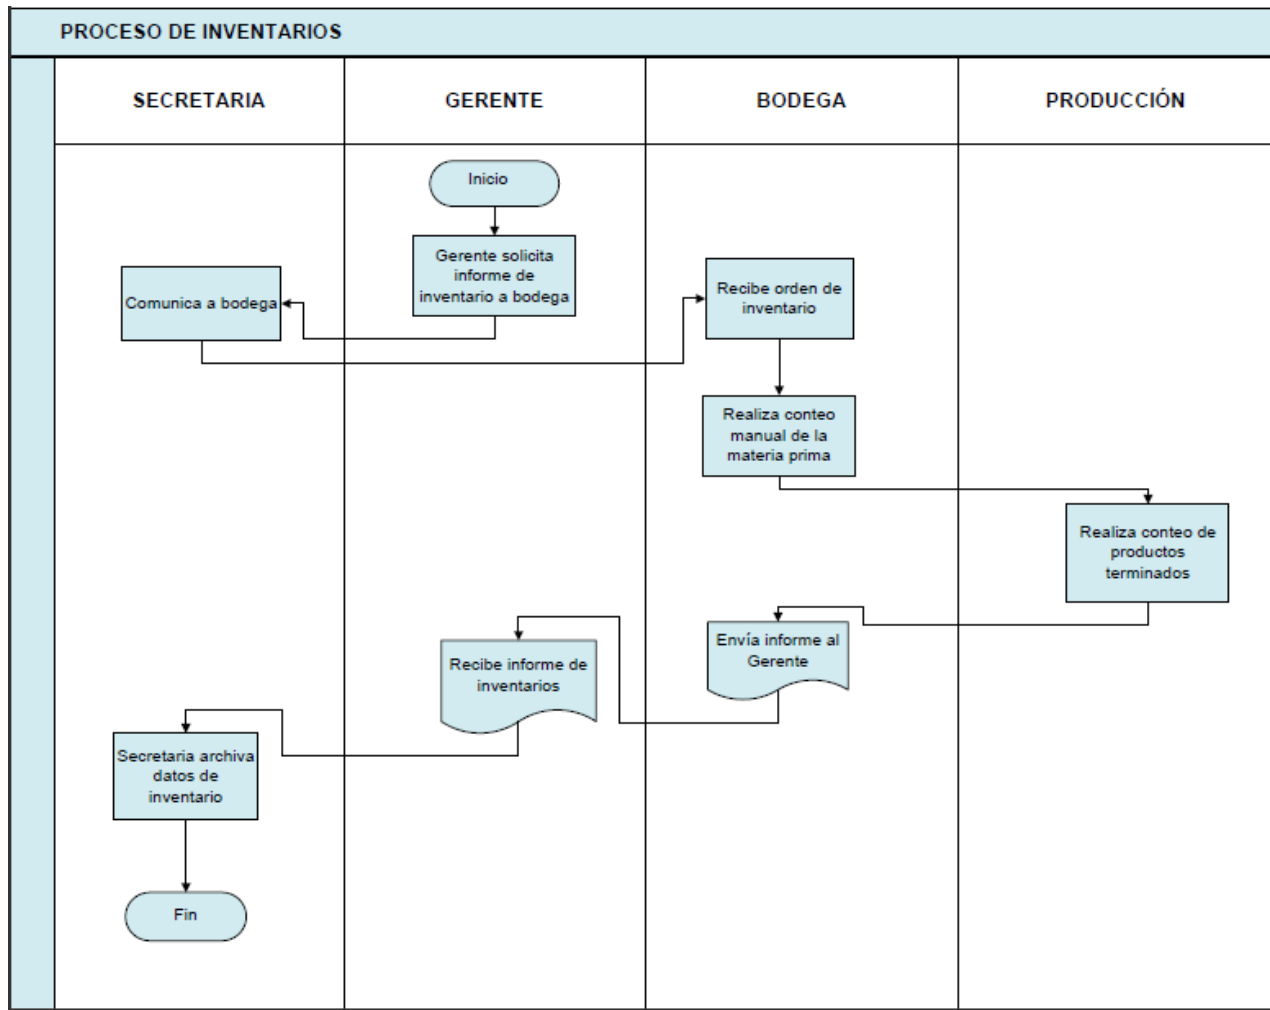 PROCESO DE INVENTARIOS
SECRETARIA
GERENTE
BODEGA
PRODUCCIÓN
Inicio
Gerente solicita
informe de
inventario a bodega
Comunica a bodega
Recibe orden de
inventario
Realiza conteo
manual de la
materia prima
Realiza conteo de
productos
terminados
Envía informe al
Gerente
Recibe informe de
inventarios
Secretaria archiva
datos de
inventario
Fin